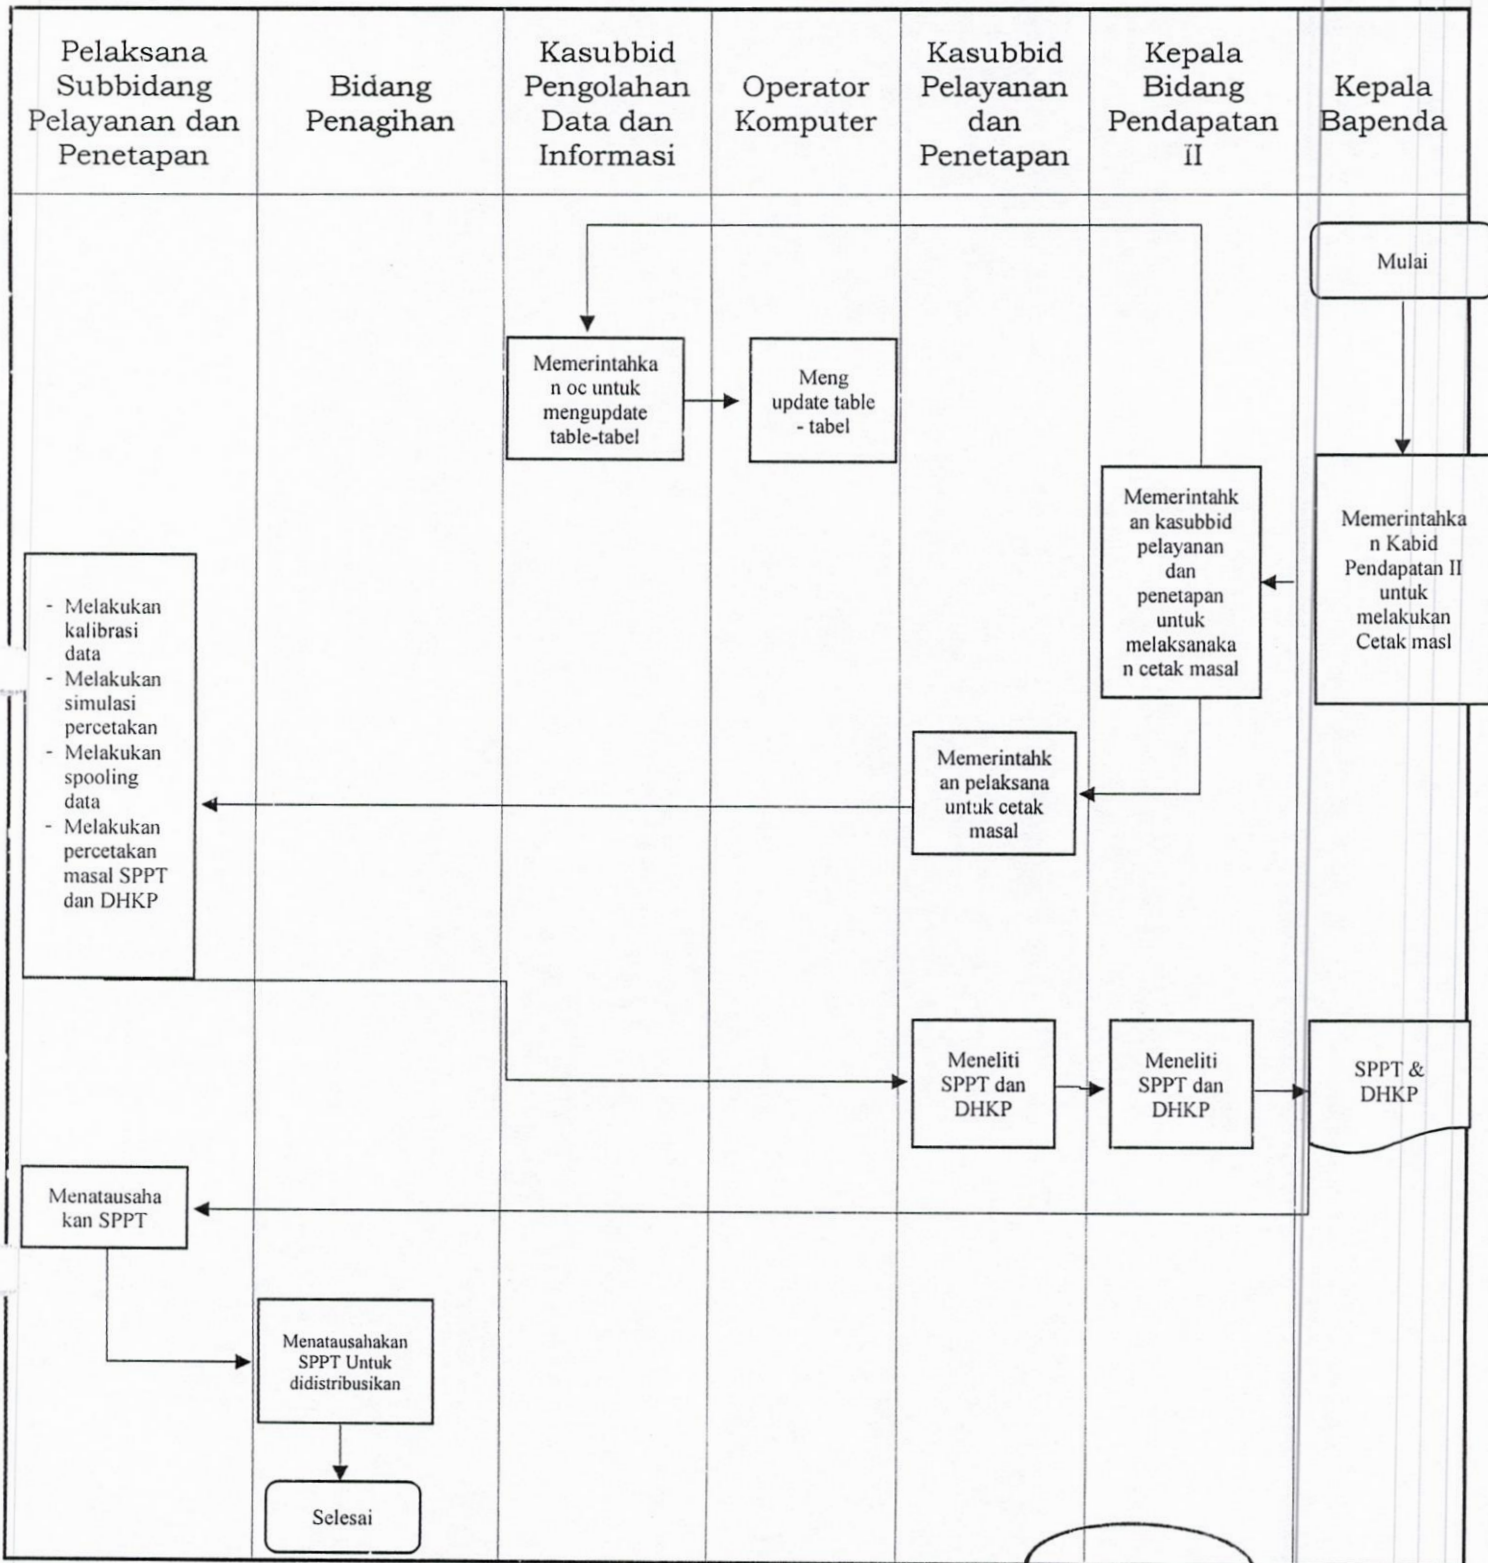 Pelaksana
Subbidang
Pelayanan dan
Penetapan
Bidang
Penagihan
Kasubbid
Pengolahan
Data dan
Informasi
Operator
Komputer
Kasubbid
Pelayanan
dan
Penetapan
Kepala
Bidang
Pendapatan
II
Kepala
Bapenda
Mulai
Memerintahka
n oc untuk
mengupdate
table-tabel
Meng
update table
- tabel
Memerintahk
an kasubbid
pelayanan
dan
penetapan
untuk
melaksanaka
n cetak masal
Memerintahka
n Kabid
Pendapatan II
untuk
melakukan
Cetak masl
- Melakukan
kalibrasi
data
- Melakukan
simulasi
percetakan
- Melakukan
spooling
data
- Melakukan
percetakan
masal SPPT
dan DHKP
Memerintahk
an pelaksana
untuk cetak
masal
Meneliti
SPPT dan
DHKP
Meneliti
SPPT dan
DHKP
SPPT &
DHKP
Menatausaha
kan SPPT
Menatausahakan
SPPT Untuk
didistribusikan
Selesai